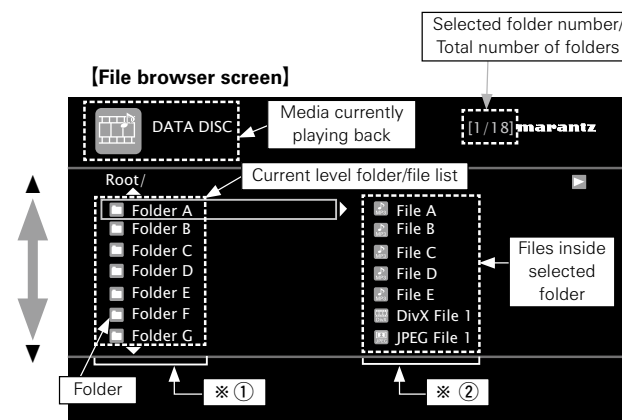 Selected folder number/
Total number of folders
【File browser screen】
DATA DISC
Media currently
playing back
[1/18]
marantz
Root/
Current level folder/file list
Folder A
Folder B
Folder C
Folder D
Folder E
Folder F
Folder G
File A
File B
File C
File D
File E
DivX File 1
JPEG File 1
Files inside
selected
folder
Folder
※①
※②